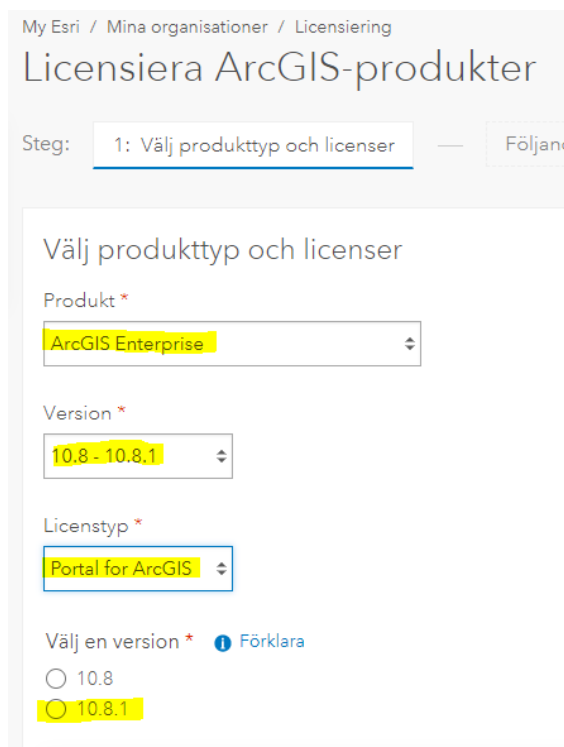 My Esri / Mina organisationer / Licensiering
Licensiera ArcGIS-produkter
Steg: 1: Välj produkttyp och licenser — Följand
Välj produkttyp och licenser
Produkt *
ArcGIS Enterprise
Version *
10.8 - 10.8.1
Licenstyp *
Portal for ArcGIS
Välj en version * Förklara
10.8
10.8.1